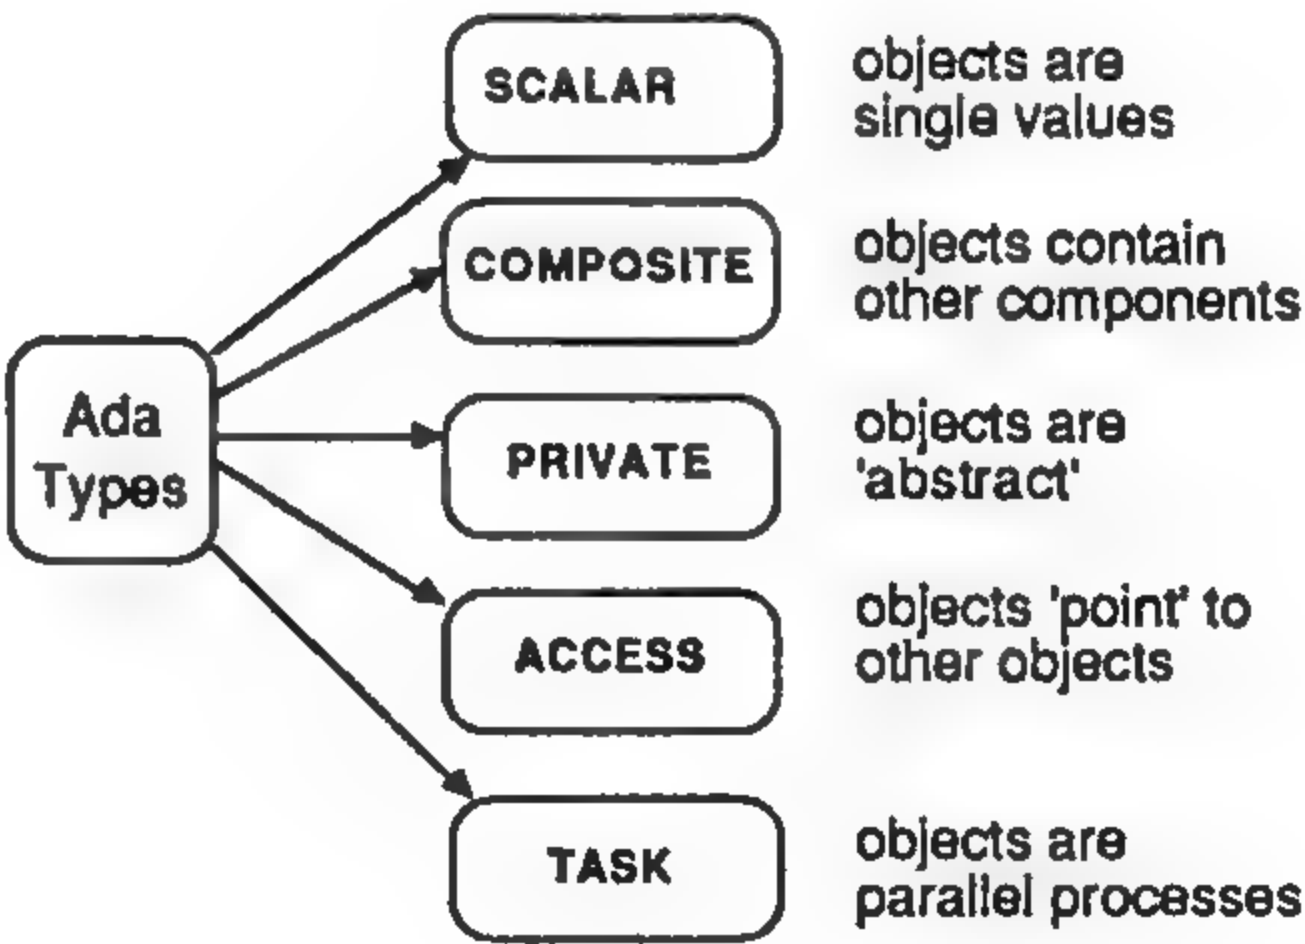 SCALAR
objects are
single values
COMPOSITE
objects contain
other components
Ada
Types
PRIVATE
objects are
'abstract'
ACCESS
objects 'point' to
other objects
TASK
objects are
parallel processes